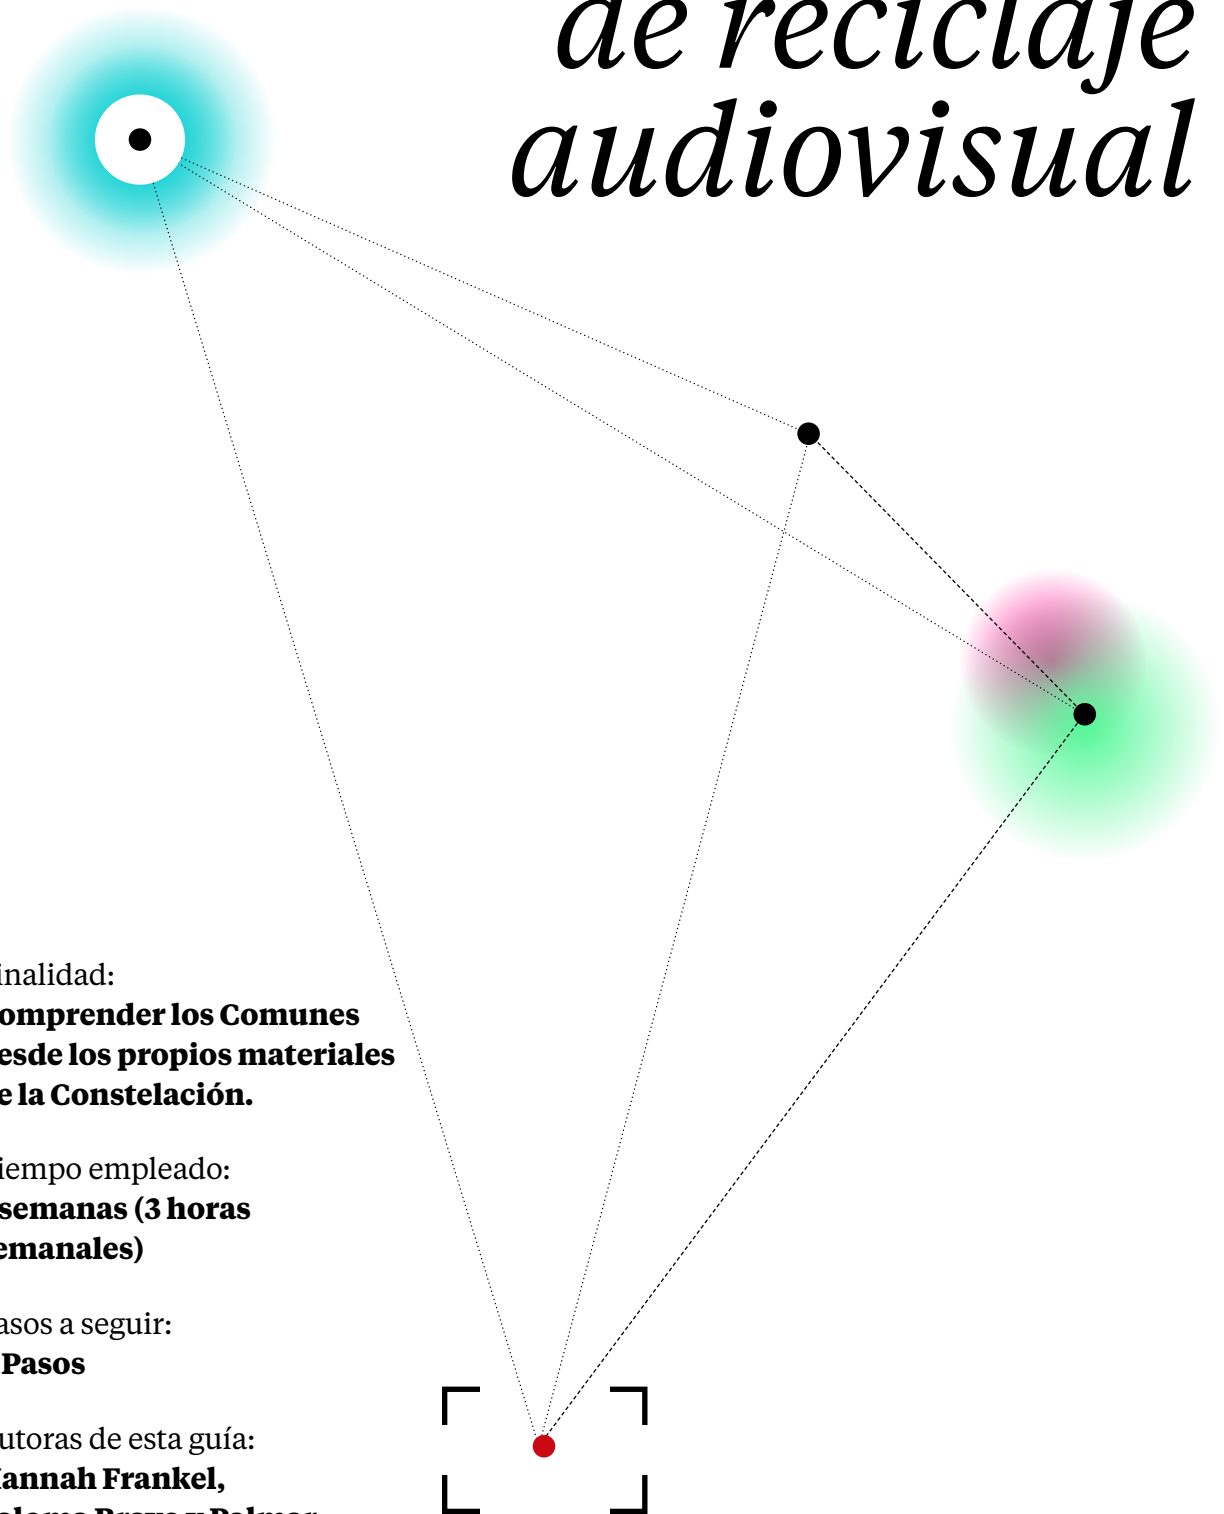 de reciclaje
audiovisual
inalidad:
omprender los Comunes
esde los propios materiales
e la Constelación.
iempo empleado:
semanas (3 horas
emanales)
asos a seguir:
Pasos
utoras de esta guía:
annah Frankel,